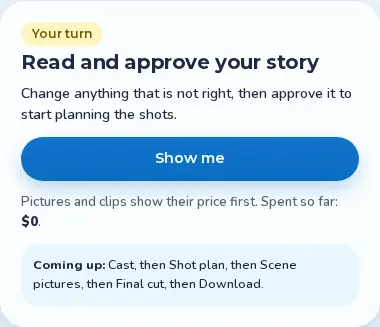 Your turn
Read and approve your story
Change anything that is not right, then approve it to
start planning the shots.
Show me
Pictures and clips show their price first. Spent so far:
$0.
Coming up: Cast, then Shot plan, then Scene
pictures, then Final cut, then Download.